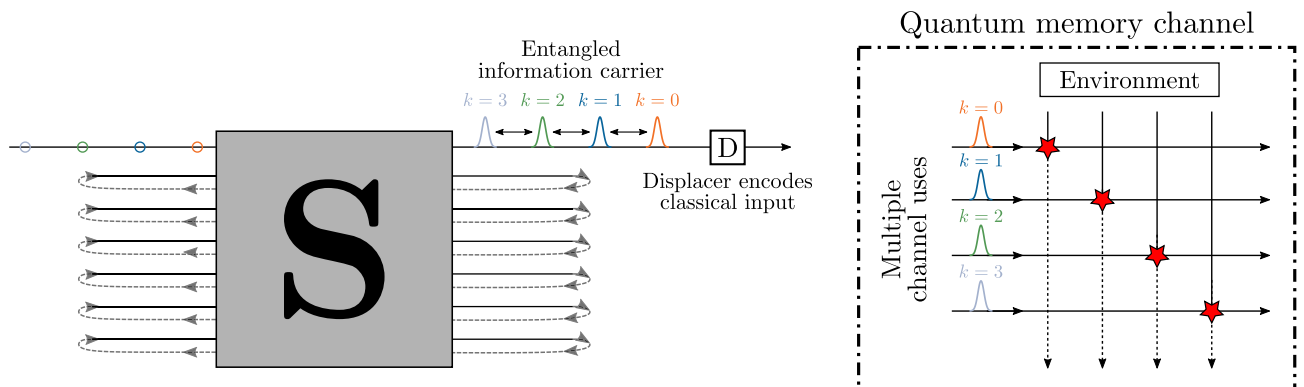 Entangled
information carrier
k = 3 k = 2 k = 1 k = 0
S
D
Displacer encodes
classical input
Quantum memory channel
Environment
Multiple
channel uses
k = 0
k = 1
k = 2
k = 3